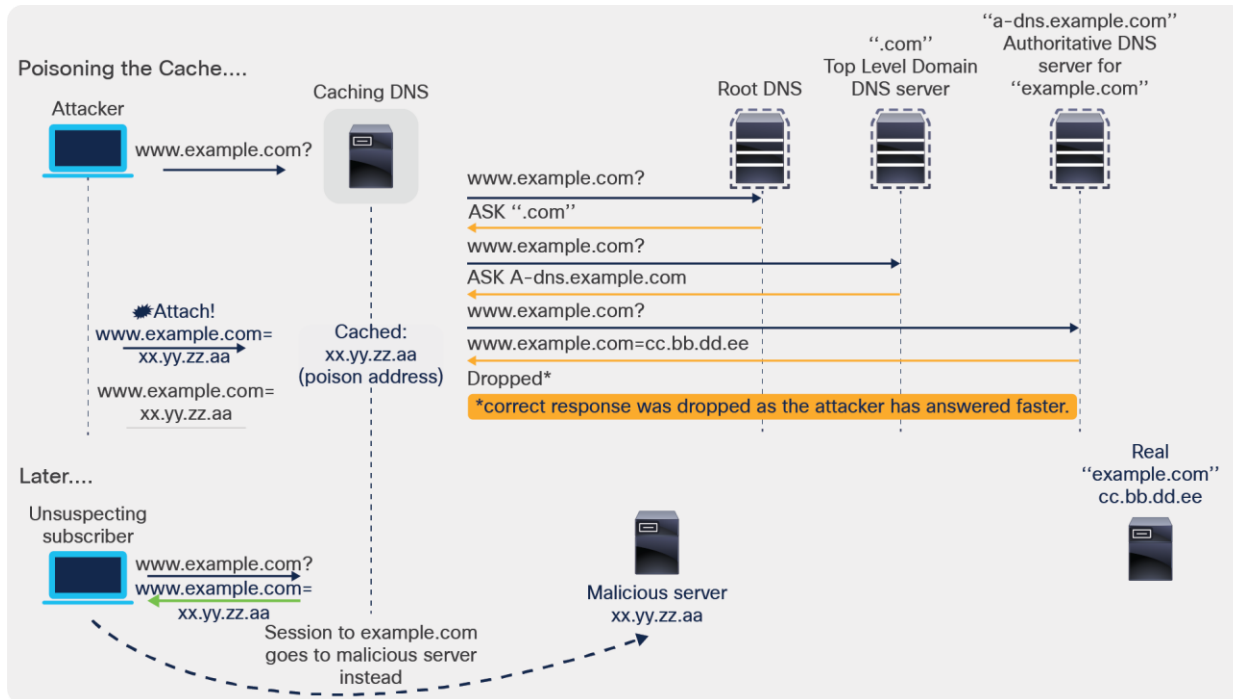 Poisoning the Cache....
Attacker
Caching DNS
Root DNS
“.com”
Top Level Domain
DNS server
“a-dns.example.com”
Authoritative DNS
server for
“example.com”
www.example.com?
www.example.com?
ASK “.com”
www.example.com?
ASK A-dns.example.com
www.example.com?
www.example.com=cc.bb.dd.ee
Dropped*
*correct response was dropped as the attacker has answered faster.
Attach!
www.example.com=
xx.yy.zz.aa
www.example.com=
xx.yy.zz.aa
Cached:
xx.yy.zz.aa
(poison address)
Later....
Unsuspecting
subscriber
www.example.com?
www.example.com=
xx.yy.zz.aa
Session to example.com
goes to malicious server
instead
Malicious server
xx.yy.zz.aa
Real
“example.com”
cc.bb.dd.ee